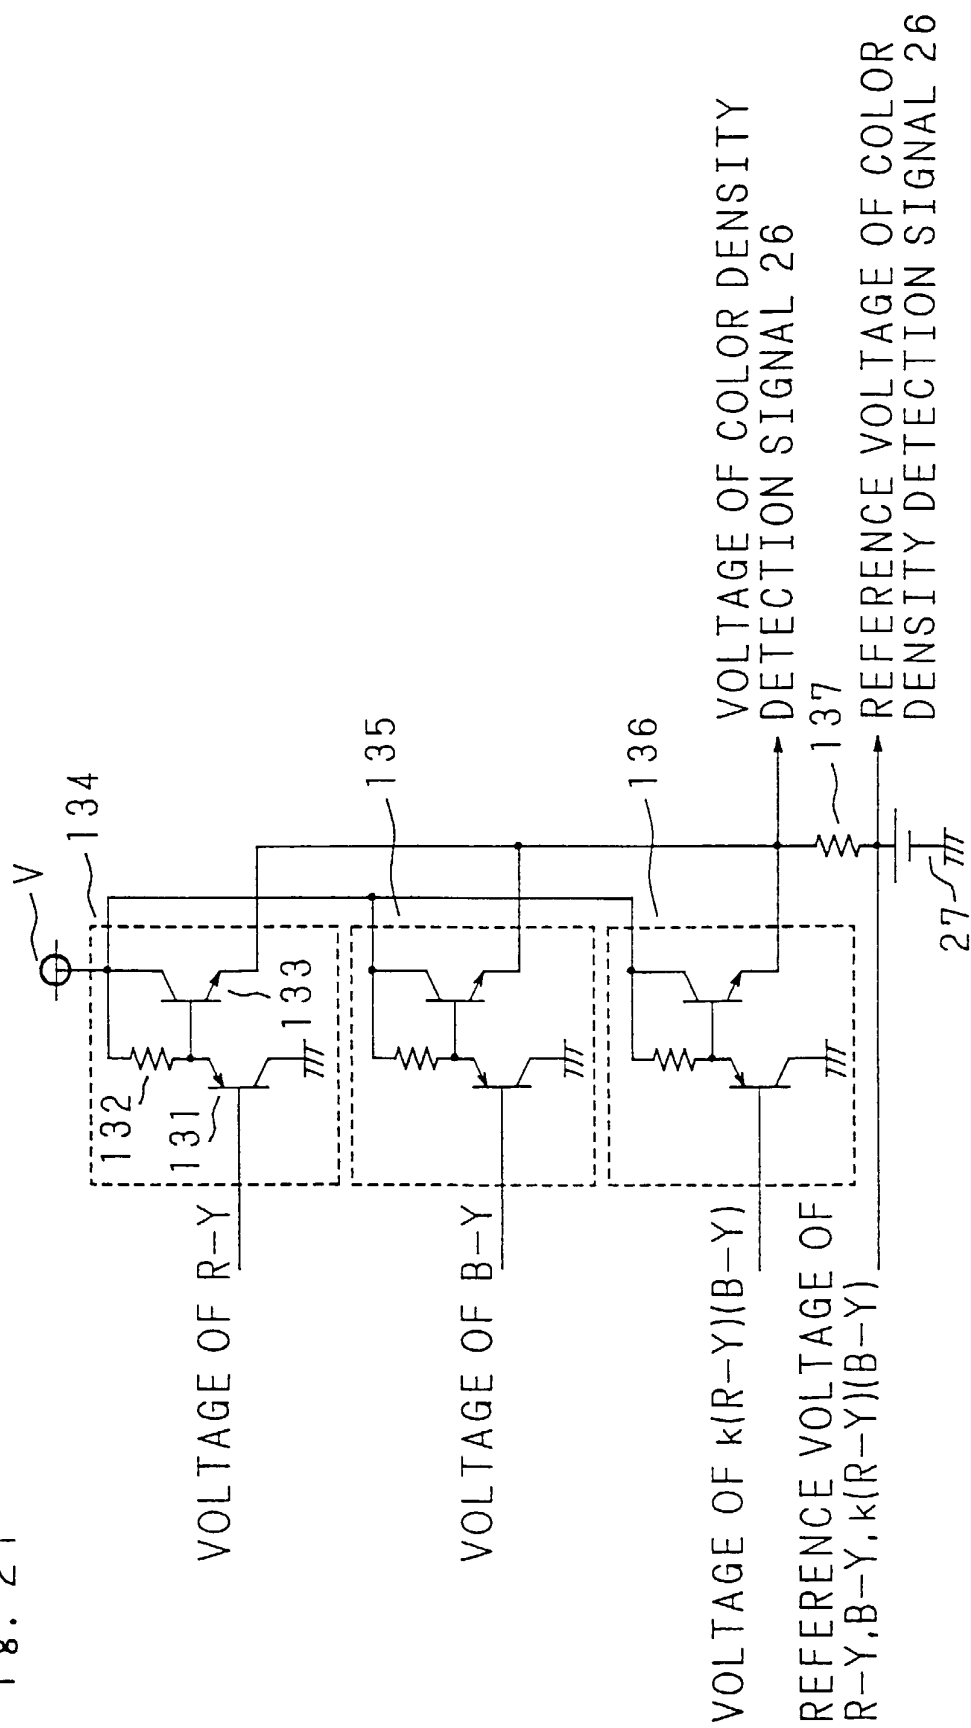 V
134
132
131
133
VOLTAGE OF R-Y
135
VOLTAGE OF B-Y
136
VOLTAGE OF k(R-Y)(B-Y)
VOLTAGE OF COLOR DENSITY
DETECTION SIGNAL 26
137
REFERENCE VOLTAGE OF
R-Y,B-Y,k(R-Y)(B-Y)
REFERENCE VOLTAGE OF COLOR
DENSITY DETECTION SIGNAL 26
27